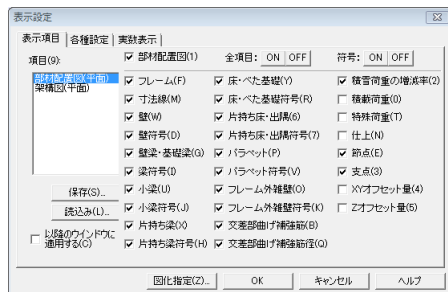 表示設定
表示項目 各種設定 実数表示
項目(9):
部材配置図(平面)
架構図(平面)
保存(S)..
読込み(L)..
以降のウインドウに
適用する(C)
部材配置図(1) 全項目: ON OFF 符号: ON OFF
フレーム(F) 床・べた基礎(Y) 積雪荷重の増減率(2)
寸法線(M) 床・べた基礎符号(R) 積載荷重(0)
壁(W) 片持ち床・出隅(6) 特殊荷重(T)
壁符号(D) 片持ち床・出隅符号(7) 仕上(N)
壁梁・基礎梁(G) パラペット(P) 節点(E)
梁符号(I) パラペット符号(V) 支点(3)
小梁(U) フレーム外雑壁(O) XYオフセット量(4)
小梁符号(J) フレーム外雑壁符号(K) Zオフセット量(5)
片持ち梁(X) 交差部曲げ補強筋(B)
片持ち梁符号(H) 交差部曲げ補強筋径(Q)
図化指定(Z).. OK キャンセル ヘルプ